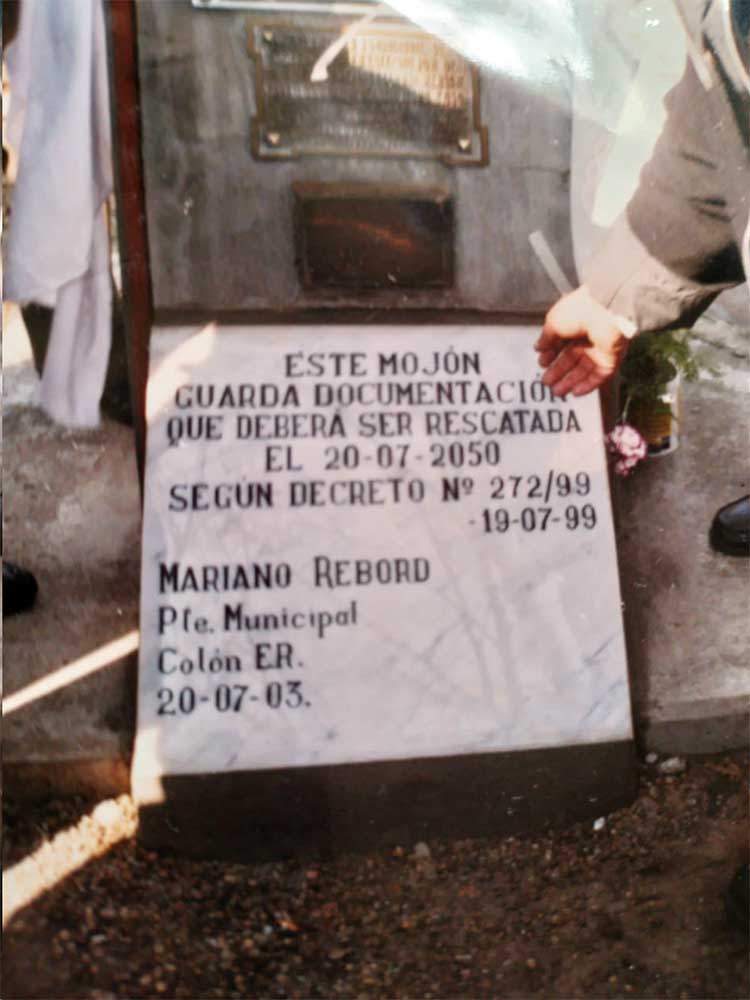 ESTE MOJÓN
GUARDA DOCUMENTACIÓN
QUE DEBERÁ SER RESCATADA
EL 20-07-2050
SEGÚN DECRETO Nº 272/99
-19-07-99
MARIANO REBORD
Pte. Municipal
Colón E.R.
20-07-03.